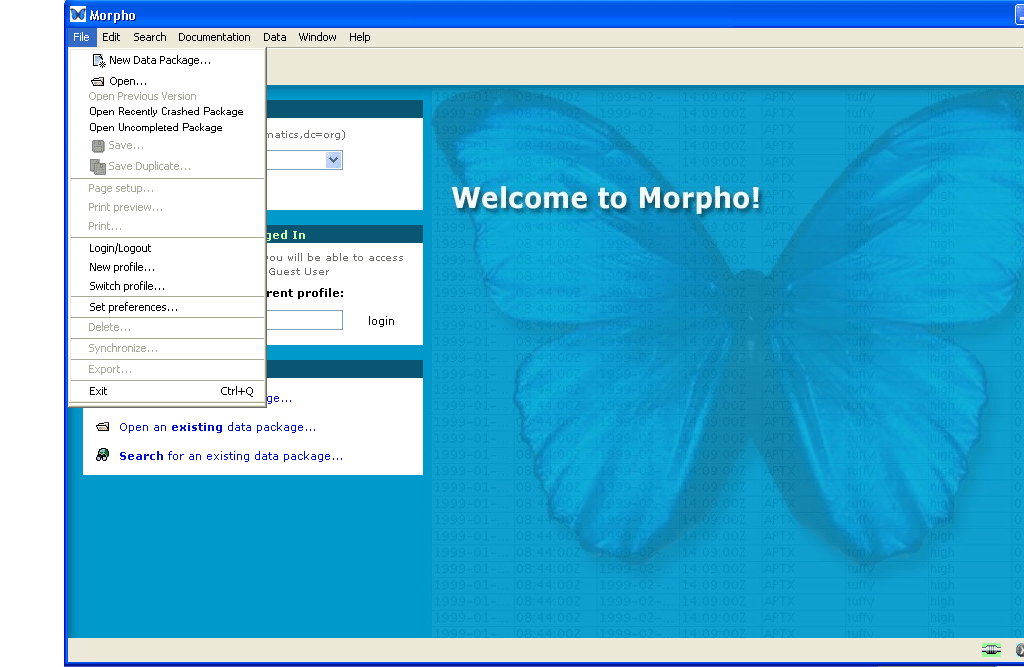 Morpho
File Edit Search Documentation Data Window Help
New Data Package...
Open...
Open Previous Version
Open Recently Crashed Package
Open Uncompleted Package
Save...
Save Duplicate...
Page setup...
Print preview...
Print...
Login/Logout
New profile...
Switch profile...
Set preferences...
Delete...
Synchronize...
Export...
Exit Ctrl+Q
matics,dc=org)
ged In
you will be able to access
Guest User
rent profile:
login
ge...
Open an existing data package...
Search for an existing data package...
Welcome to Morpho!